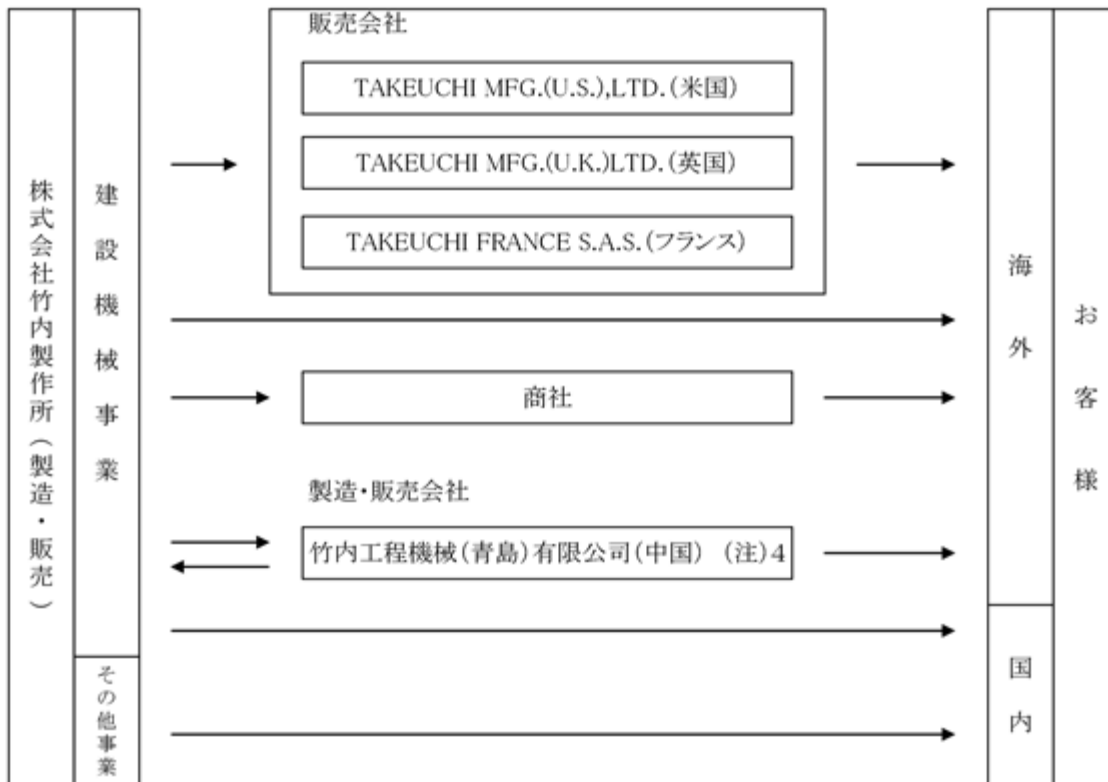 株式会社竹内製作所(製造・販売)
建設機械事業
その他事業
販売会社
TAKEUCHI MFG.(U.S.),LTD.(米国)
TAKEUCHI MFG.(U.K.)LTD.(英国)
TAKEUCHI FRANCE S.A.S.(フランス)
商社
製造・販売会社
竹内工程機械(青島)有限公司(中国) (注)4
海外
国内
お客様